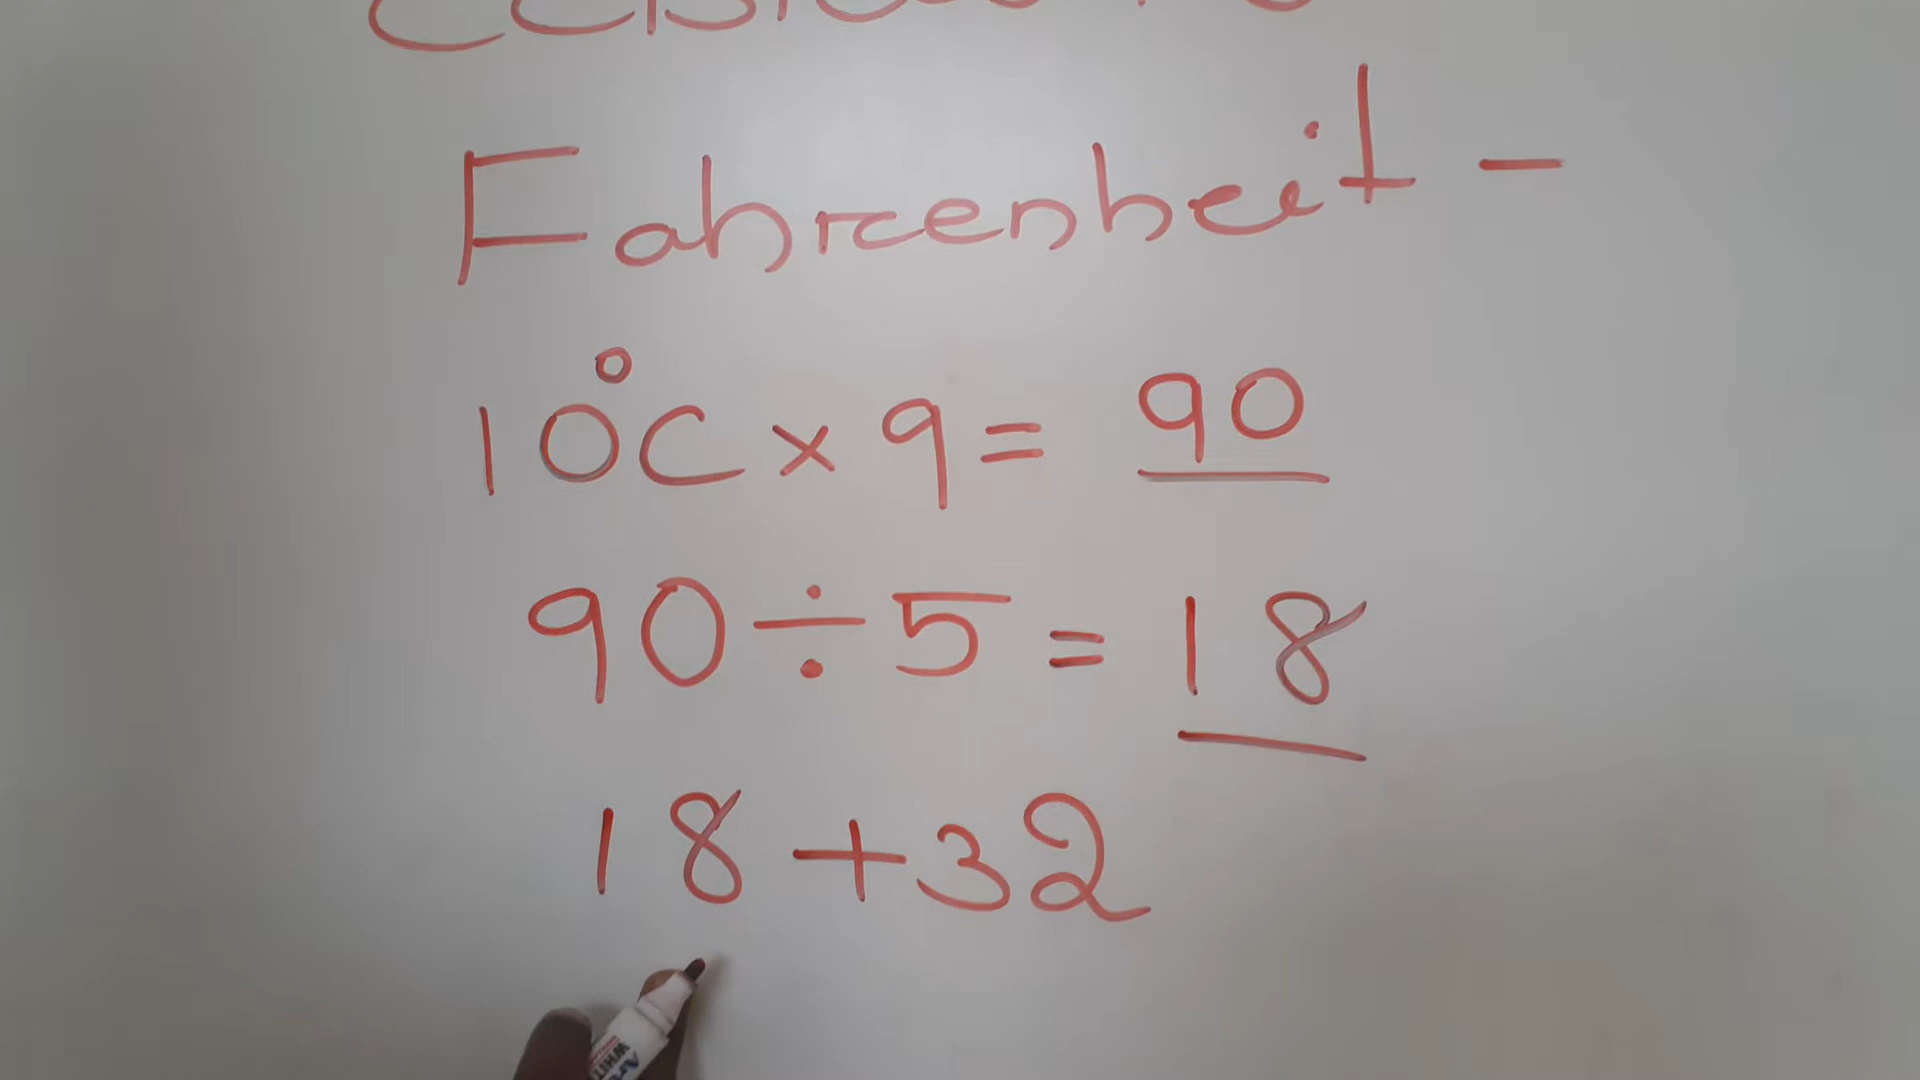 Fahrenheit -
10°C × 9 = 90
90 ÷ 5 = 18
18 + 32